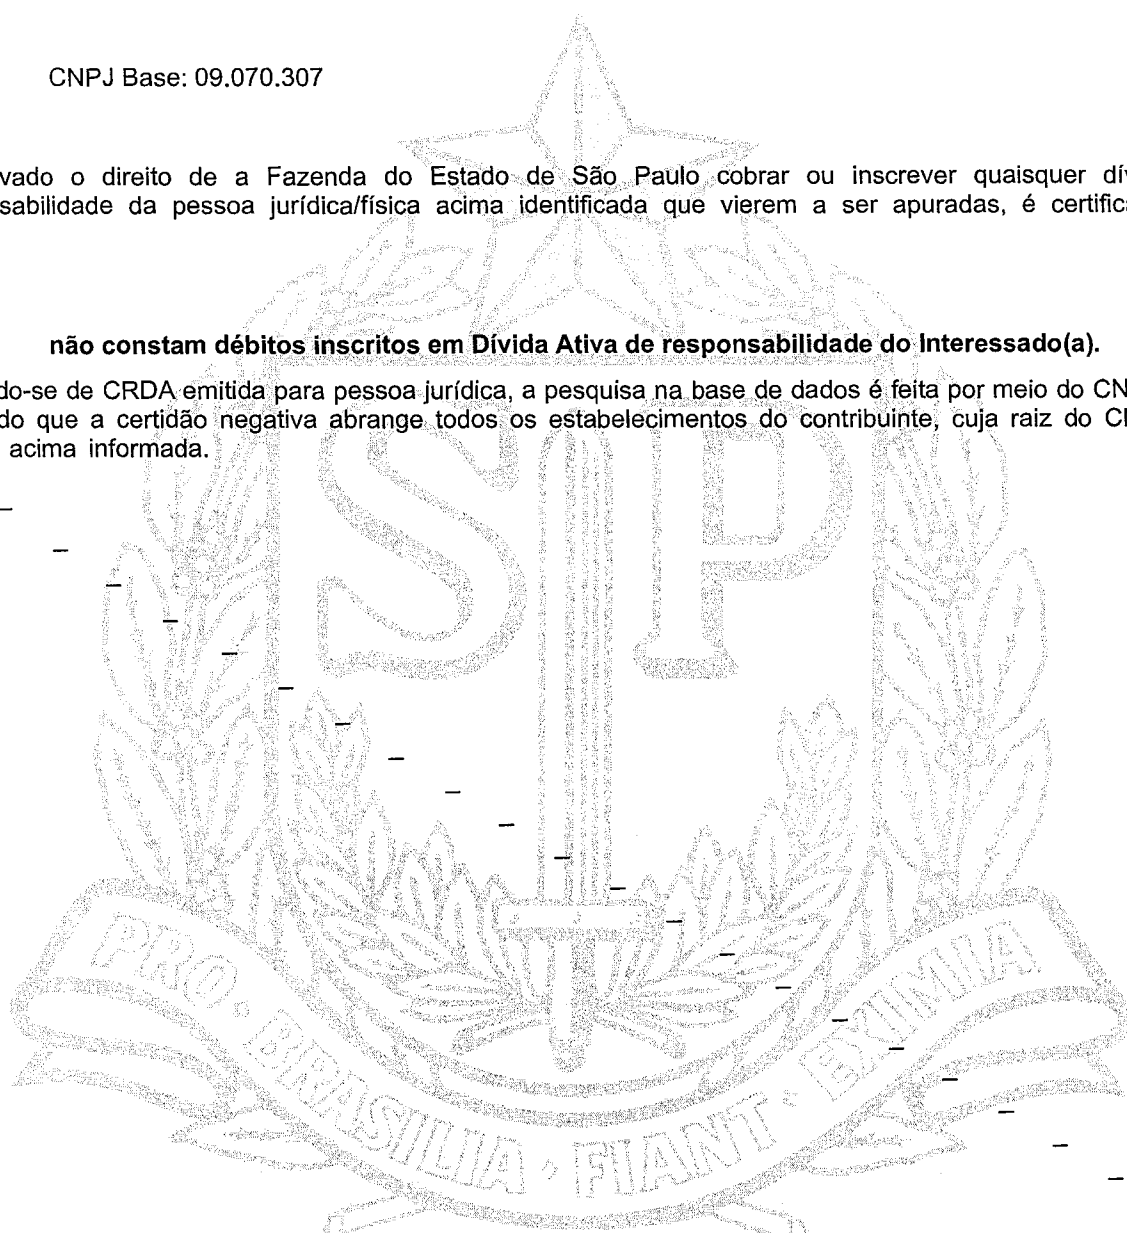 CNPJ Base: 09.070.307
vado o direito de a Fazenda do Estado de São Paulo cobrar ou inscrever quaisquer dív
sabilidade da pessoa jurídica/física acima identificada que vierem a ser apuradas, é certifica
não constam débitos inscritos em Dívida Ativa de responsabilidade do Interessado(a).
do-se de CRDA emitida para pessoa jurídica, a pesquisa na base de dados é feita por meio do CN
do que a certidão negativa abrange todos os estabelecimentos do contribuinte, cuja raiz do C
acima informada.
SP
PRO BRASILIA FIANT EXIMIA